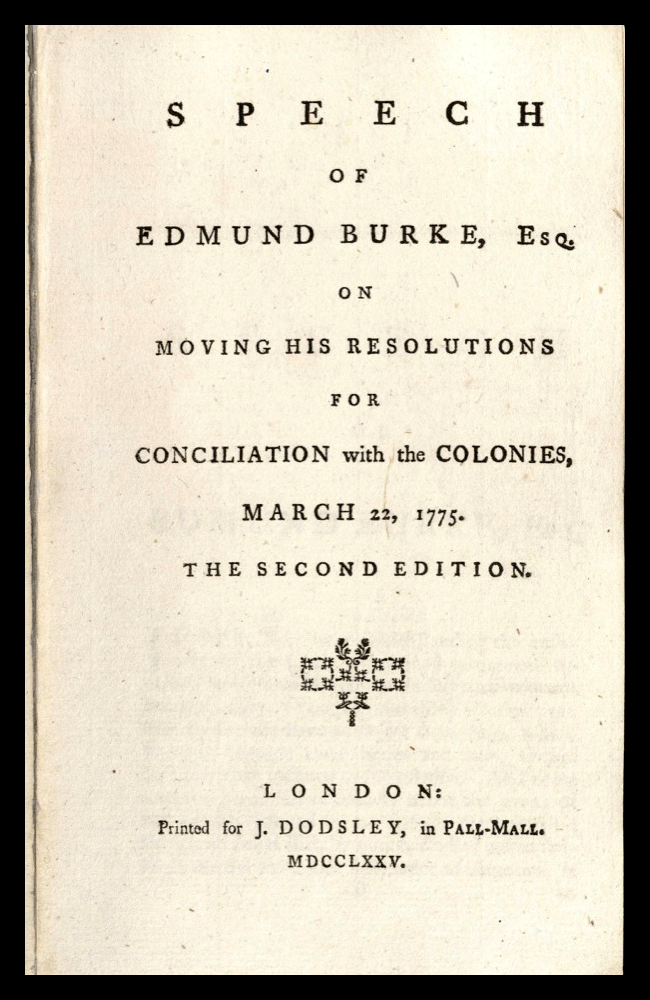 SPEECH
OF
EDMUND BURKE, Esq.
ON
MOVING HIS RESOLUTIONS
FOR
CONCILIATION with the COLONIES,
MARCH 22, 1775.
THE SECOND EDITION.
LONDON:
Printed for J. DODSLEY, in PALL-MALL.
MDCCLXXV.